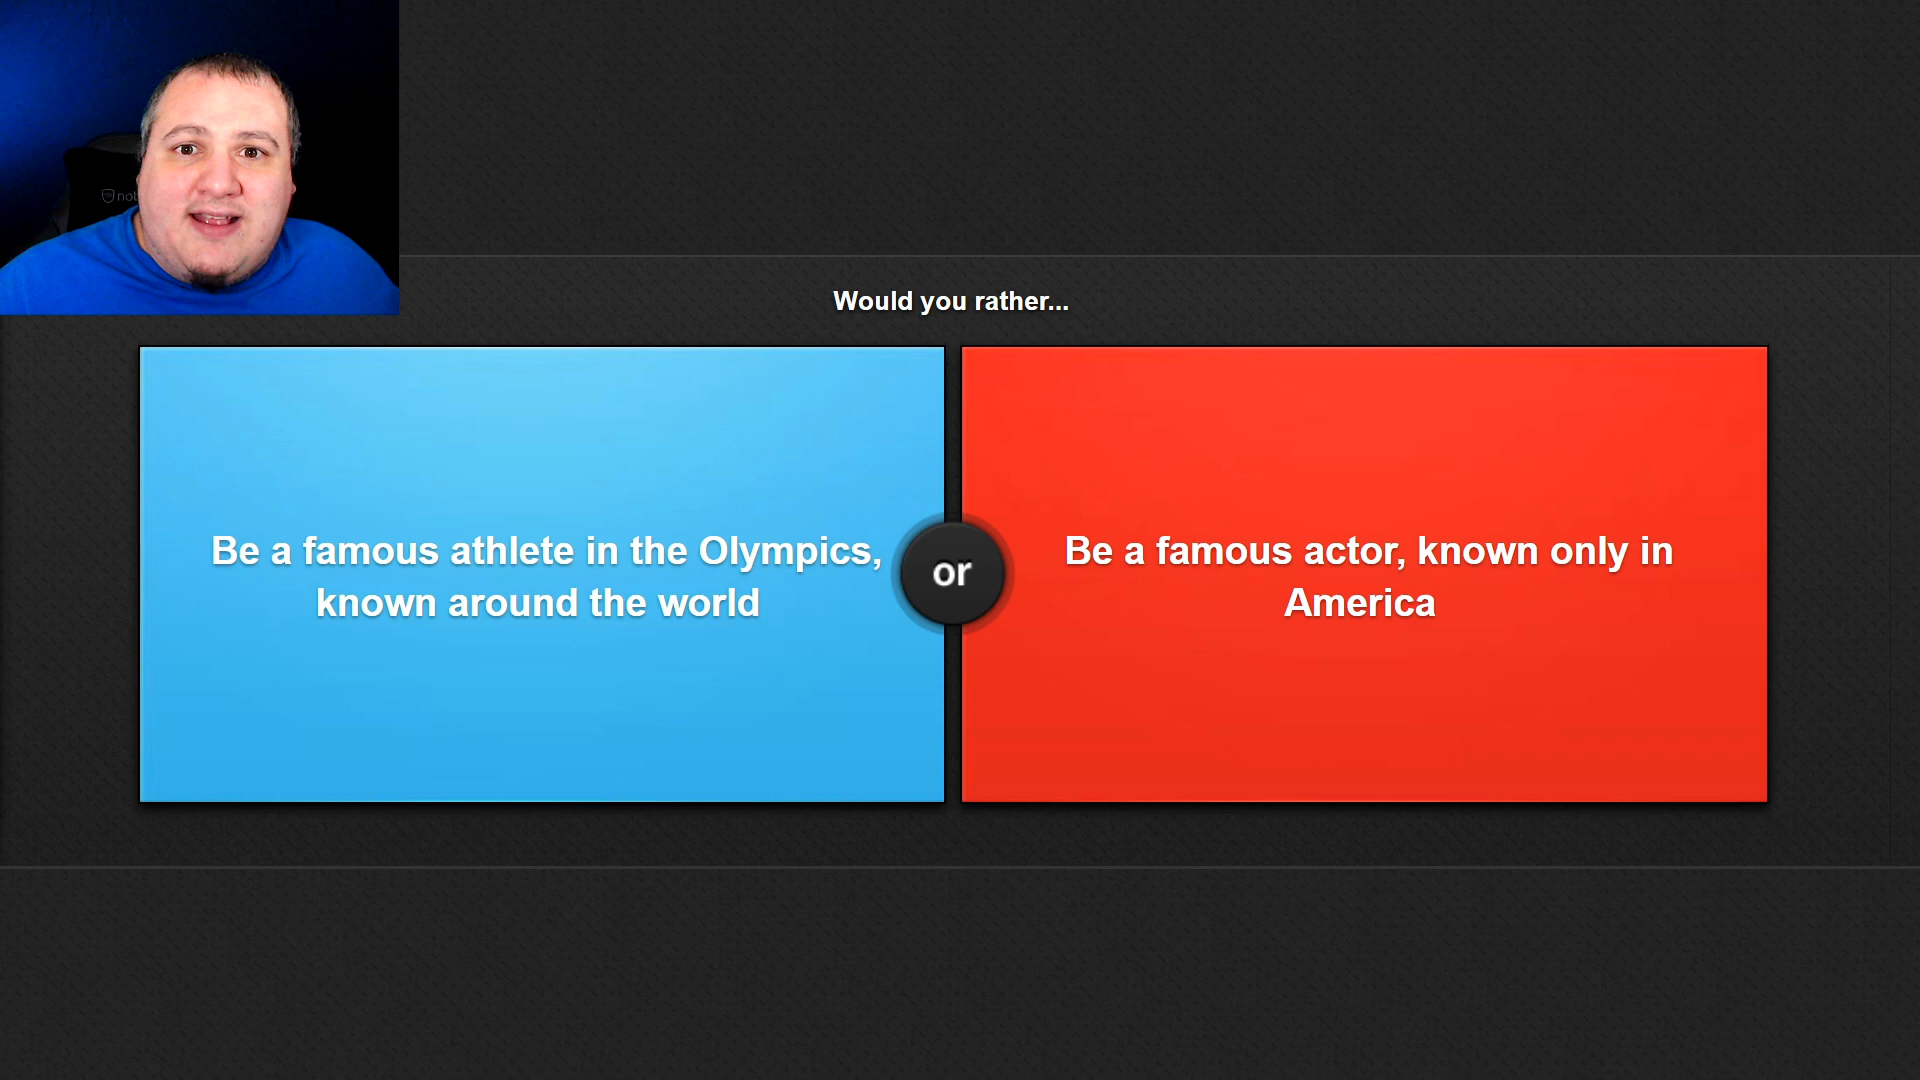 Would you rather...
Be a famous athlete in the Olympics,
known around the world
or
Be a famous actor, known only in
America